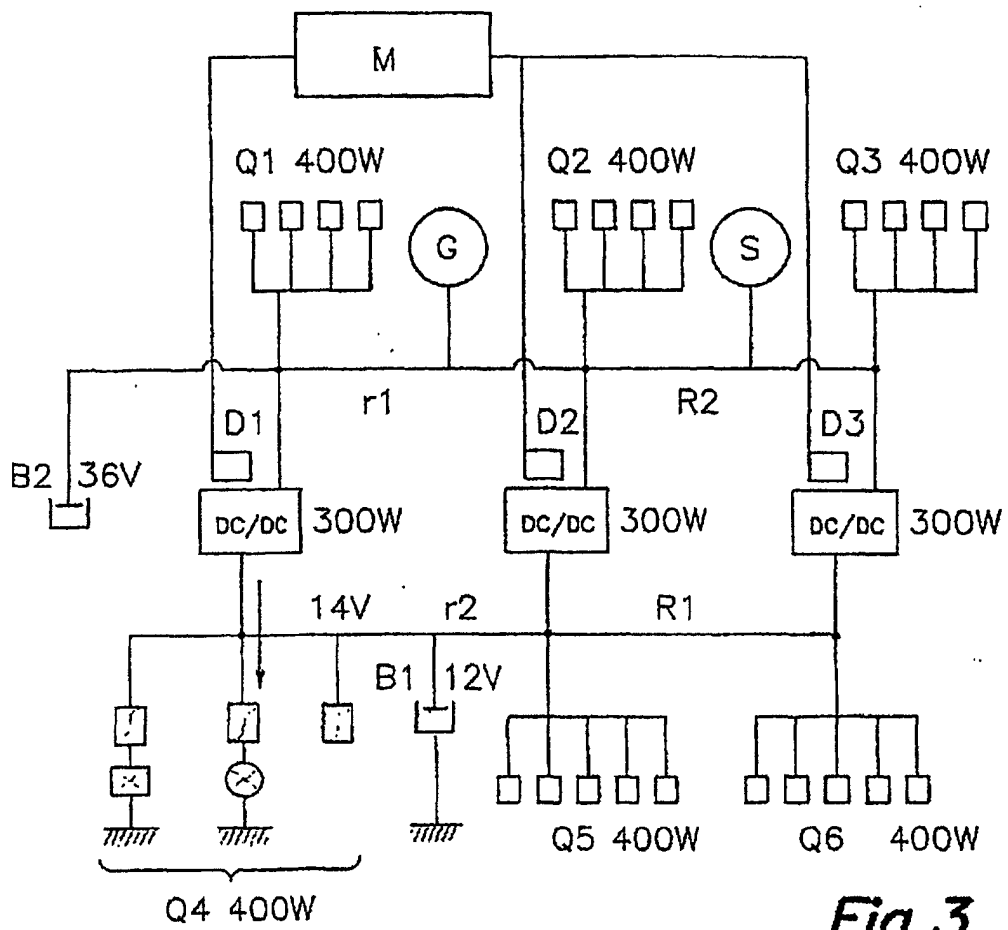 M
Q1 400W
Q2 400W
Q3 400W
G
S
r1
R2
D1
D2
D3
B2 36V
DC/DC 300W
DC/DC 300W
DC/DC 300W
14V
r2
R1
B1 12V
Q5 400W
Q6 400W
Q4 400W
Fig.3